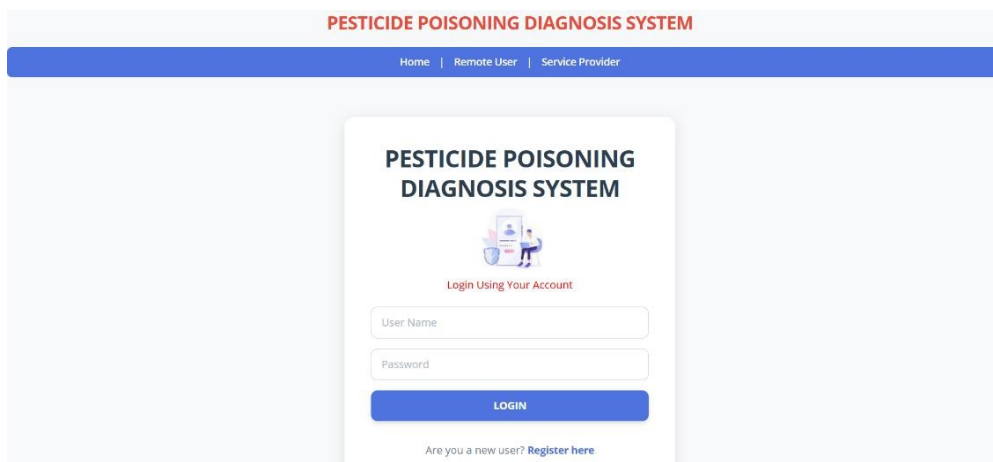 PESTICIDE POISONING DIAGNOSIS SYSTEM
Home | Remote User | Service Provider
PESTICIDE POISONING
DIAGNOSIS SYSTEM
Login Using Your Account
User Name
Password
LOGIN
Are you a new user? Register here